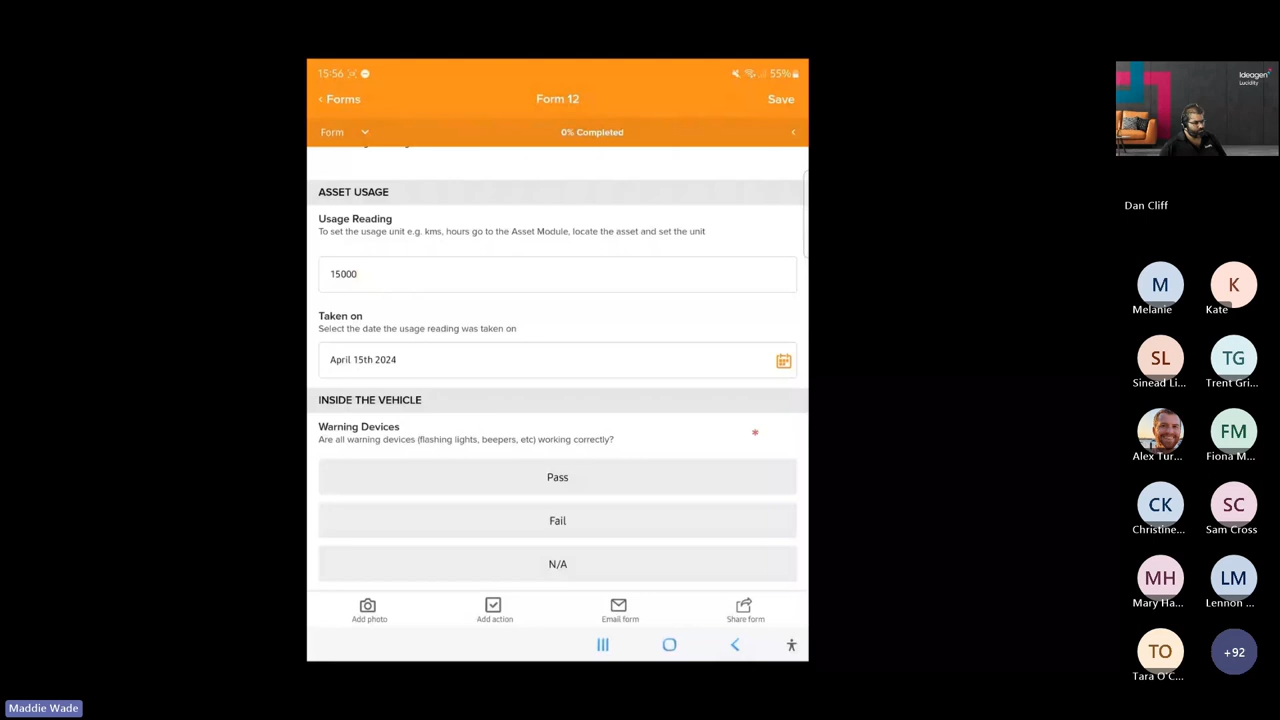 15:56
55%
Forms
Form 12
Save
Form
0% Completed
ASSET USAGE
Usage Reading
To set the usage unit e.g. kms, hours go to the Asset Module, locate the asset and set the unit
15000
Taken on
Select the date the usage reading was taken on
April 15th 2024
INSIDE THE VEHICLE
Warning Devices
*
Are all warning devices (flashing lights, beepers, etc) working correctly?
Pass
Fail
N/A
Add photo
Add action
Email form
Share form
Ideagen
Lucidity
Dan Cliff
M
K
Melanie
Kate
SL
TG
Sinead Li...
Trent Gri...
FM
Alex Tur...
Fiona M...
CK
SC
Christine...
Sam Cross
MH
LM
Mary Ha...
Lennon ...
TO
+92
Tara O'C...
Maddie Wade